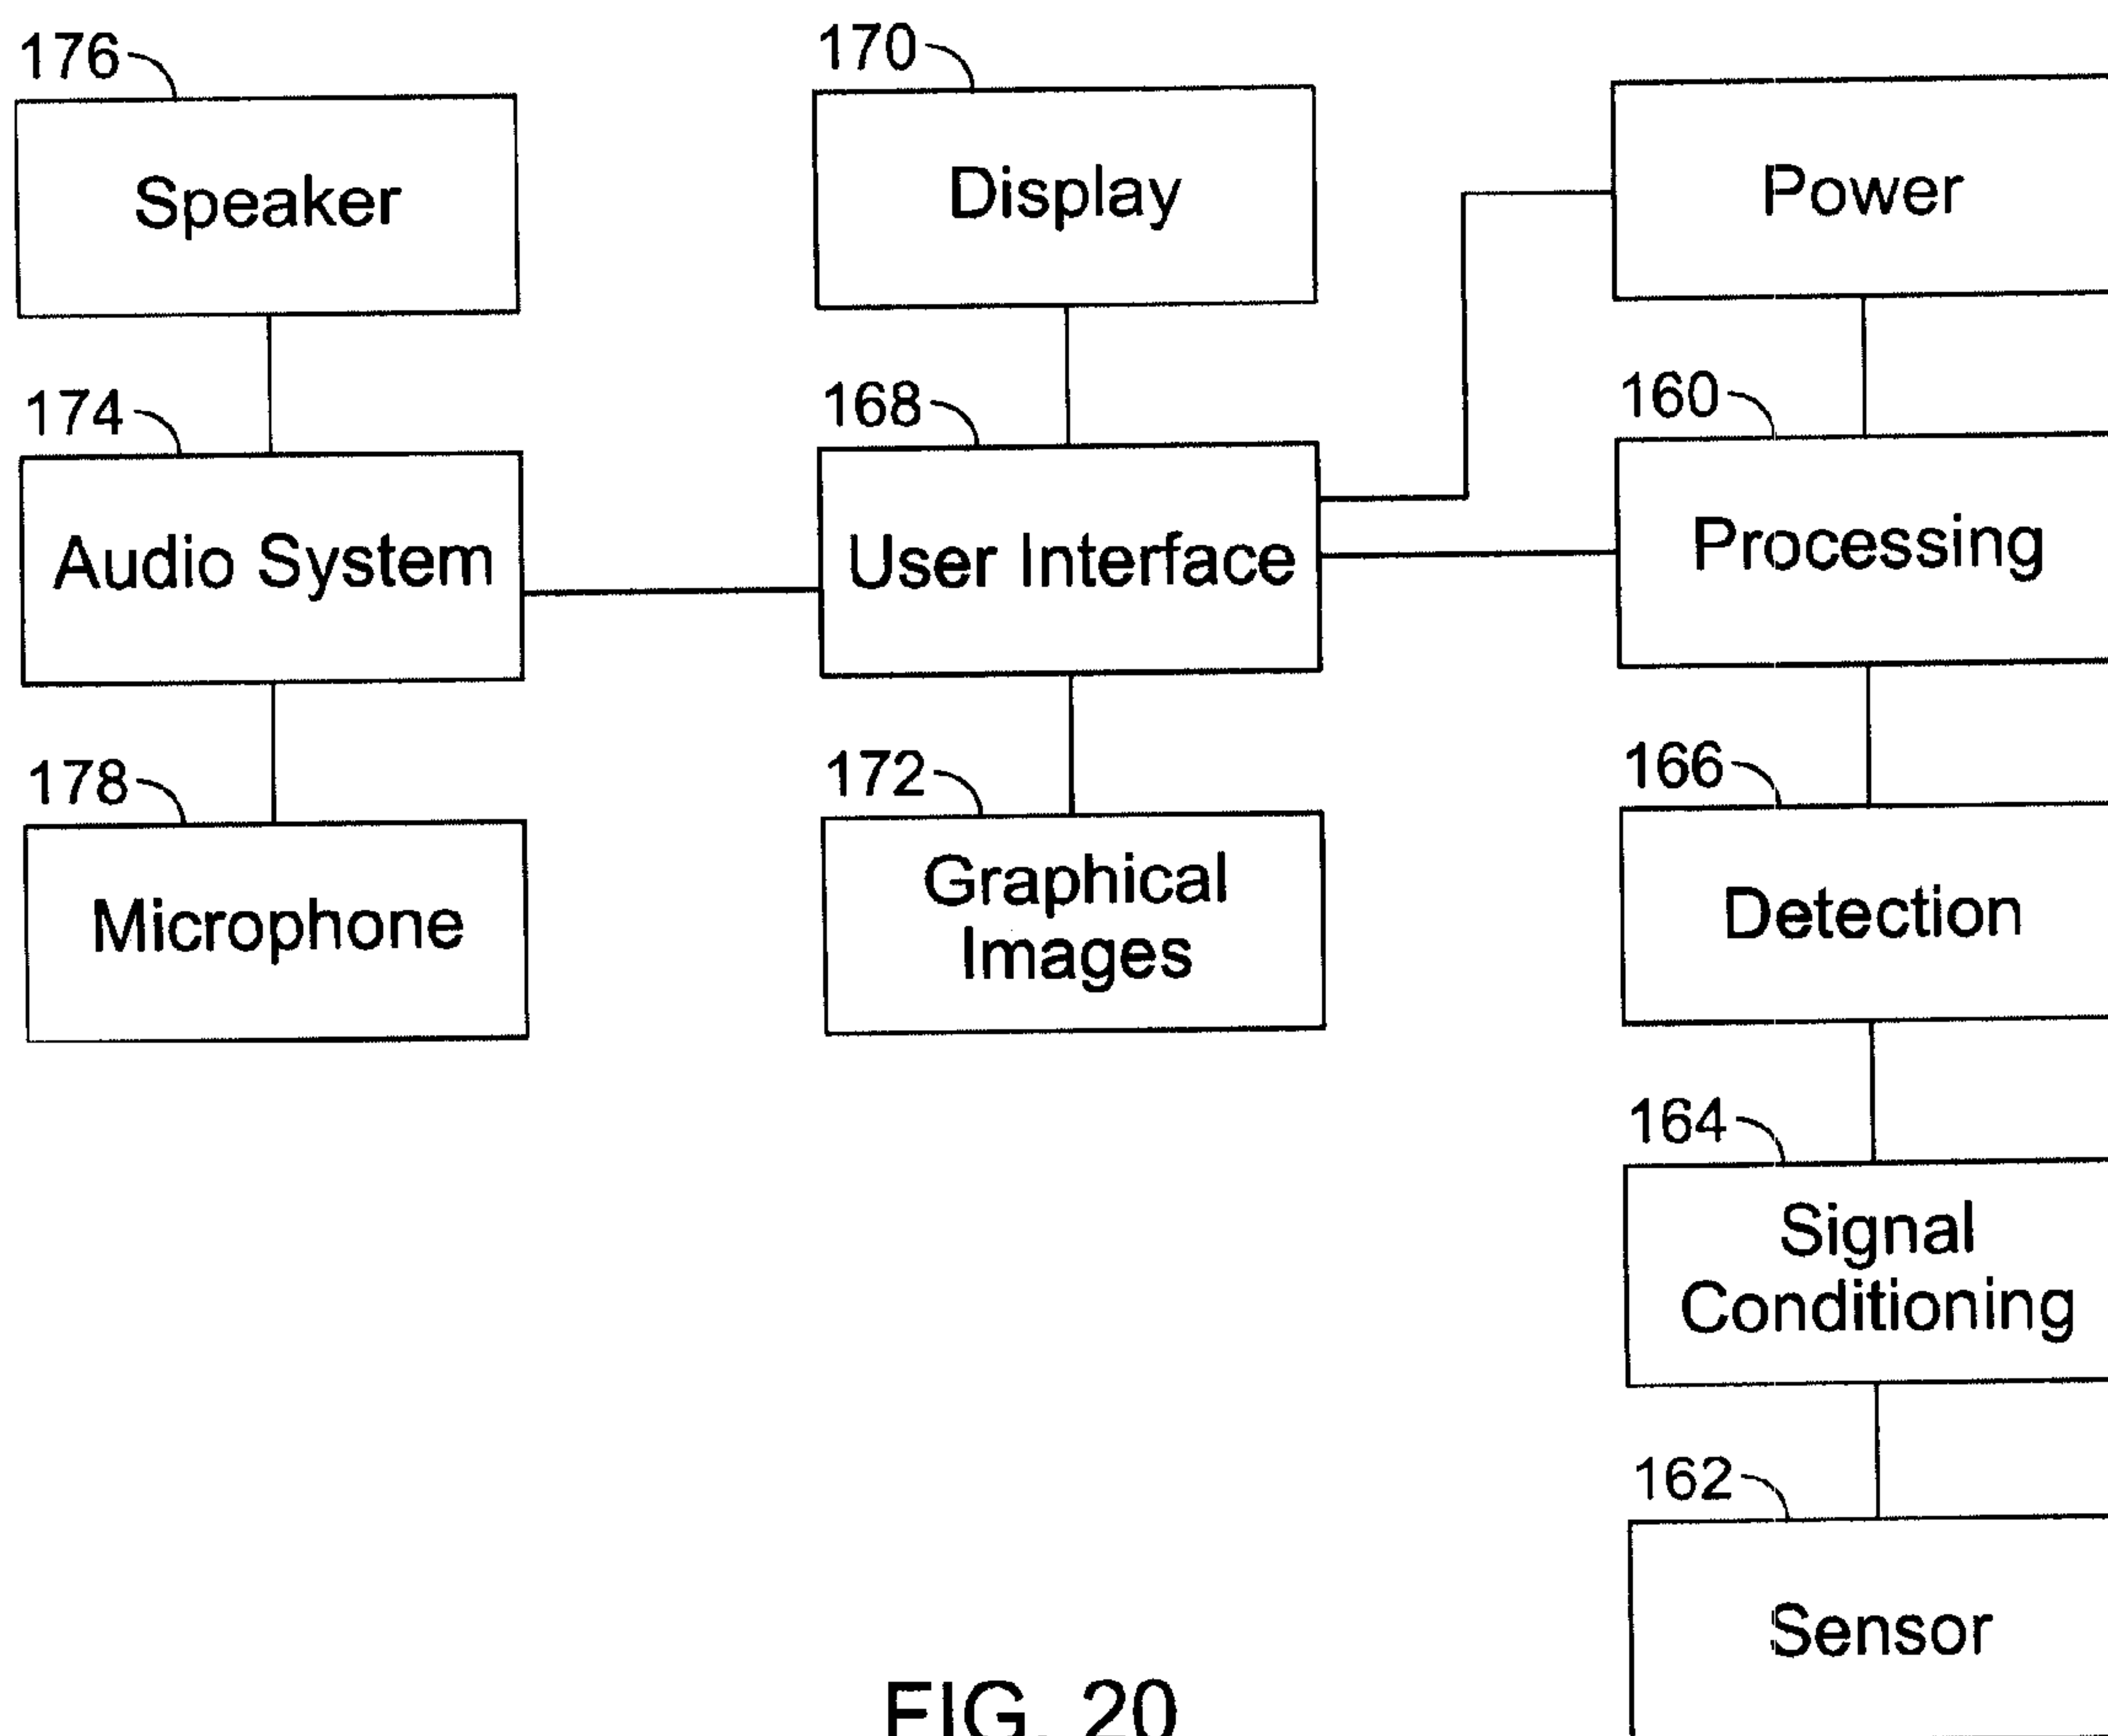 176
Speaker
174
Audio System
178
Microphone
170
Display
168
User Interface
172
Graphical
Images
Power
160
Processing
166
Detection
164
Signal
Conditioning
162
Sensor
FIG. 20